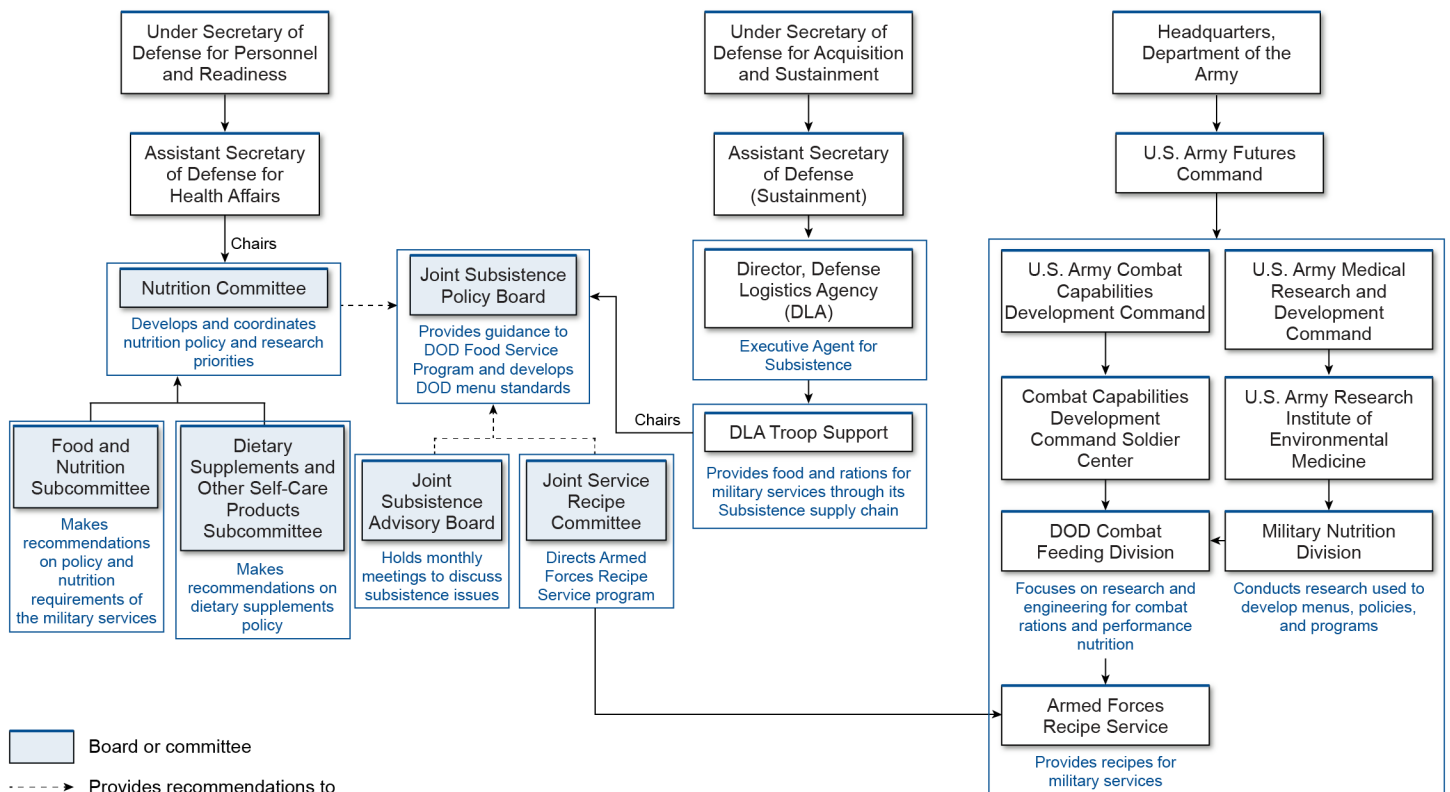 Under Secretary of
Defense for Personnel
and Readiness
Assistant Secretary
of Defense for
Health Affairs
Chairs
Nutrition Committee
Develops and coordinates
nutrition policy and research
priorities
Food and
Nutrition
Subcommittee
Makes
recommendations
on policy and
nutrition
requirements of
the military services
Dietary
Supplements and
Other Self-Care
Products
Subcommittee
Makes
recommendations on
dietary supplements
policy
Joint Subsistence
Policy Board
Provides guidance to
DOD Food Service
Program and develops
DOD menu standards
Joint
Subsistence
Advisory Board
Holds monthly
meetings to discuss
subsistence issues
Joint Service
Recipe
Committee
Directs Armed
Forces Recipe
Service program
Under Secretary of
Defense for Acquisition
and Sustainment
Assistant Secretary
of Defense
(Sustainment)
Director, Defense
Logistics Agency
(DLA)
Executive Agent for
Subsistence
Chairs
DLA Troop Support
Provides food and rations for
military services through its
Subsistence supply chain
Headquarters,
Department of the
Army
U.S. Army Futures
Command
U.S. Army Combat
Capabilities
Development Command
Combat Capabilities
Development
Command Soldier
Center
DOD Combat
Feeding Division
Focuses on research and
engineering for combat
rations and performance
nutrition
Armed Forces
Recipe Service
Provides recipes for
military services
U.S. Army Medical
Research and
Development
Command
U.S. Army Research
Institute of
Environmental
Medicine
Military Nutrition
Division
Conducts research used to
develop menus, policies,
and programs
Board or committee
Provides recommendations to